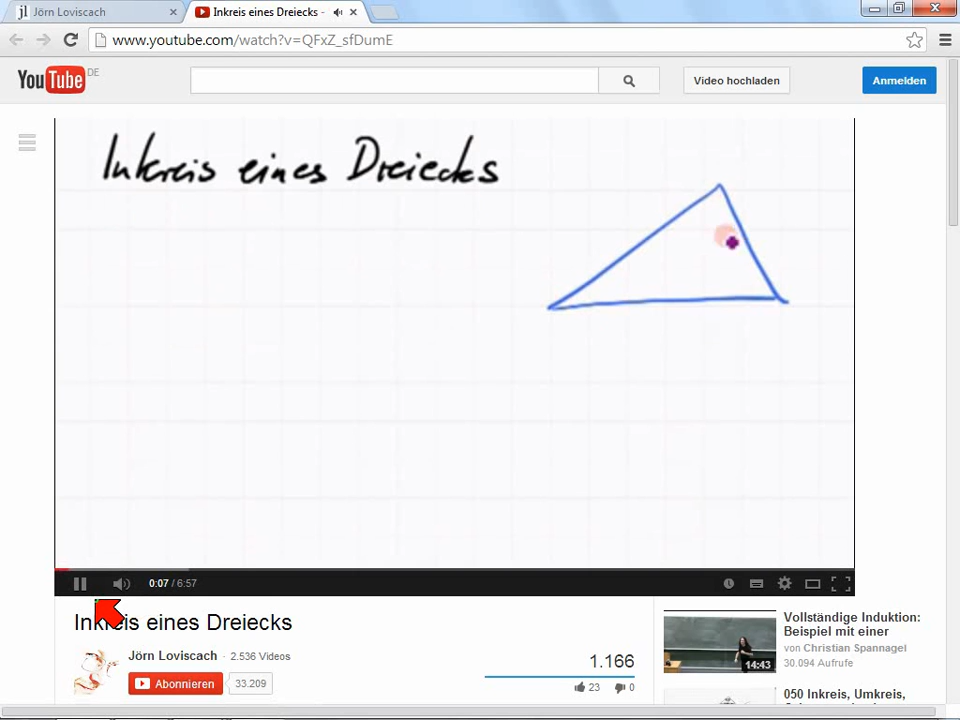 Jörn Loviscach
Inkreis eines Dreiecks -
www.youtube.com/watch?v=QFxZ_sfDumE
YouTube DE
Video hochladen
Anmelden
Inkreis eines Dreiecks
0:07 / 6:57
Inkreis eines Dreiecks
Jörn Loviscach · 2.536 Videos
Abonnieren 33.209
1.166
23 0
14:43
Vollständige Induktion:
Beispiel mit einer
von Christian Spannagel
30.094 Aufrufe
050 Inkreis, Umkreis,